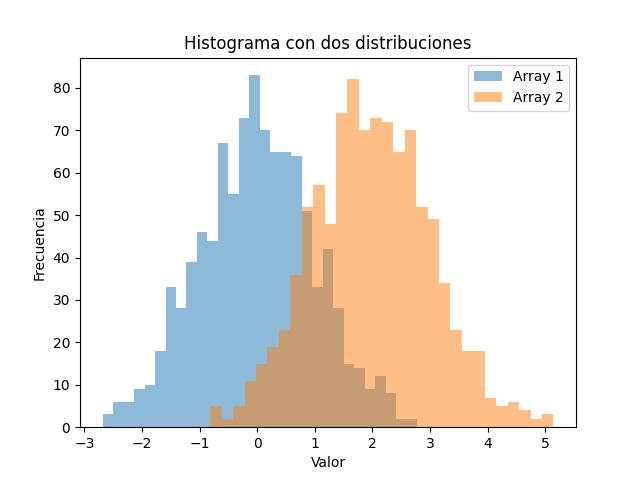 Histograma con dos distribuciones
Array 1
Array 2
Frecuencia
80
70
60
50
40
30
20
10
0
−3 −2 −1 0 1 2 3 4 5
Valor